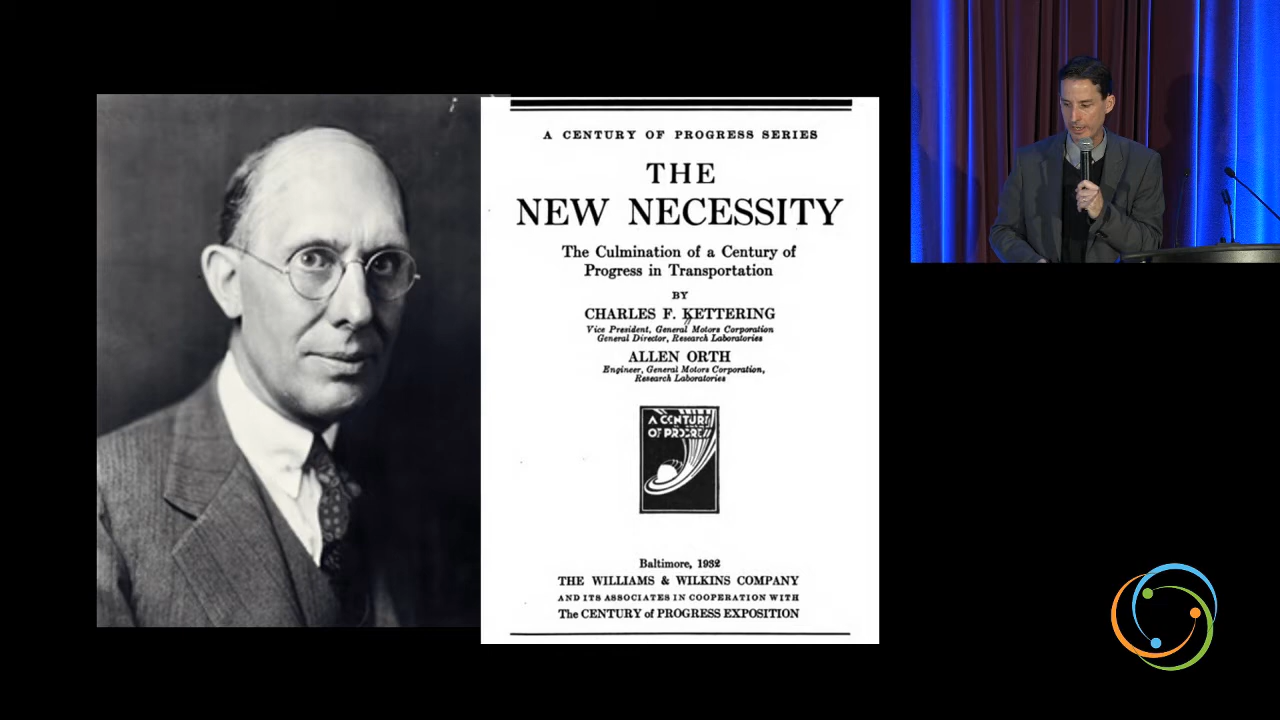 A CENTURY OF PROGRESS SERIES
THE
NEW NECESSITY
The Culmination of a Century of
Progress in Transportation
BY
CHARLES F. KETTERING
Vice President, General Motors Corporation
General Director, Research Laboratories
ALLEN ORTH
Engineer, General Motors Corporation,
Research Laboratories
A CENTURY
OF PROGRESS
Baltimore, 1932
THE WILLIAMS & WILKINS COMPANY
AND ITS ASSOCIATES IN COOPERATION WITH
The CENTURY of PROGRESS EXPOSITION